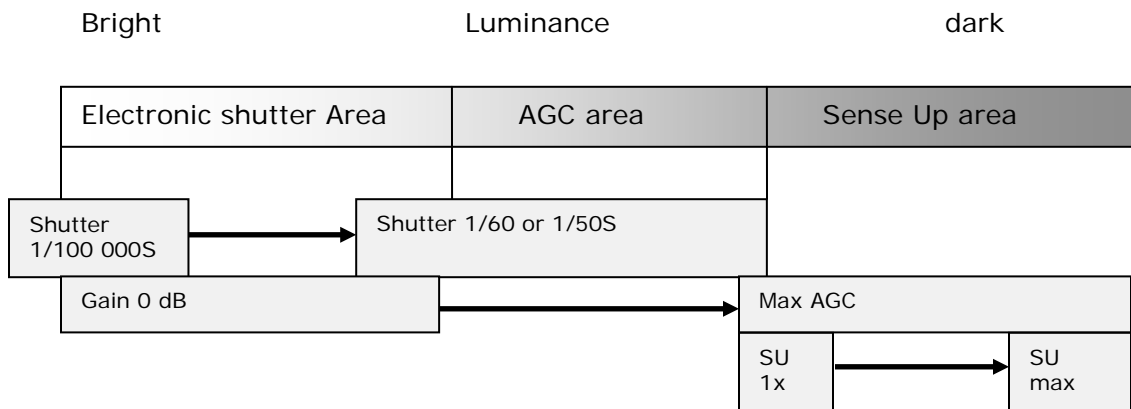 Bright Luminance dark
Electronic shutter Area AGC area Sense Up area
Shutter
1/100 000S
Shutter 1/60 or 1/50S
Gain 0 dB
Max AGC
SU
1x
SU
max